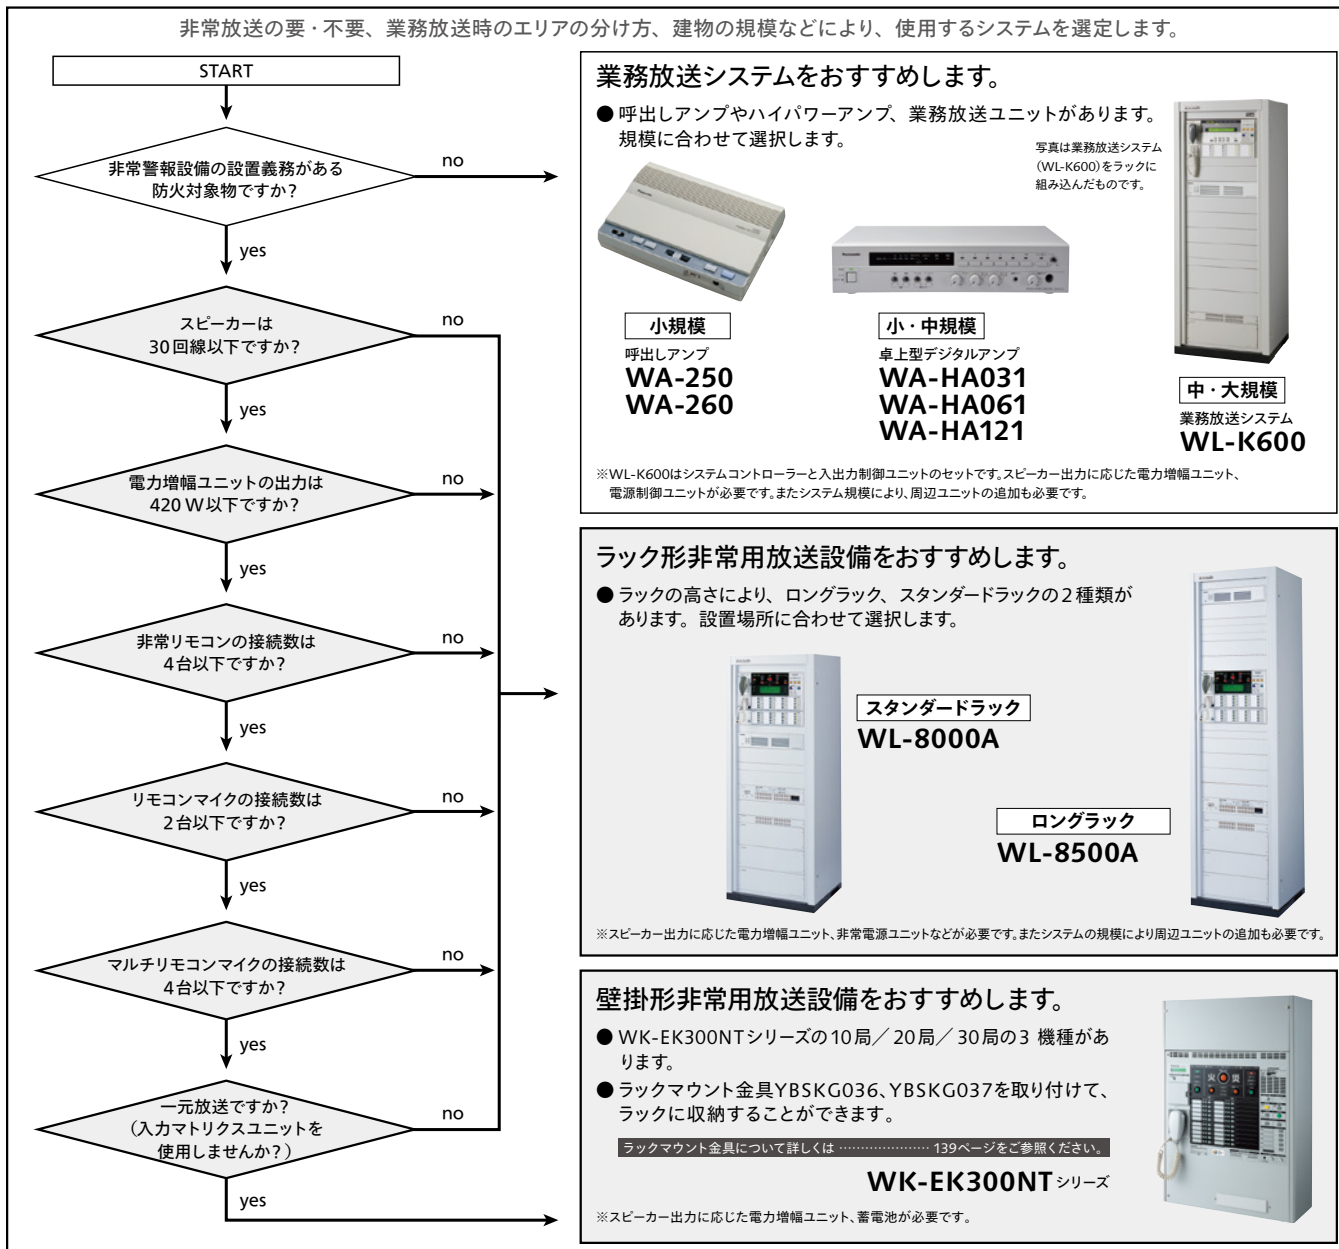 非常放送の要・不要、業務放送時のエリアの分け方、建物の規模などにより、使用するシステムを選定します。
START
非常警報設備の設置義務がある
防火対象物ですか？
no
yes
スピーカーは
30回線以下ですか？
no
yes
電力増幅ユニットの出力は
420 W以下ですか？
no
yes
非常リモコンの接続数は
4台以下ですか？
no
yes
リモコンマイクの接続数は
2台以下ですか？
no
yes
マルチリモコンマイクの接続数は
4台以下ですか？
no
yes
一元放送ですか？
（入力マトリクスユニットを
使用しませんか？）
no
yes
業務放送システムをおすすめします。
● 呼出しアンプやハイパワーアンプ、業務放送ユニットがあります。
規模に合わせて選択します。
写真は業務放送システム
（WL-K600）をラックに
組み込んだものです。
小規模
呼出しアンプ
WA-250
WA-260
Panasonic
小・中規模
卓上型デジタルアンプ
WA-HA031
WA-HA061
WA-HA121
中・大規模
業務放送システム
WL-K600
※WL-K600はシステムコントローラーと入出力制御ユニットのセットです。スピーカー出力に応じた電力増幅ユニット、
電源制御ユニットが必要です。またシステム規模により、周辺ユニットの追加も必要です。
ラック形非常用放送設備をおすすめします。
● ラックの高さにより、ロングラック、スタンダードラックの2種類が
あります。設置場所に合わせて選択します。
スタンダードラック
WL-8000A
ロングラック
WL-8500A
※スピーカー出力に応じた電力増幅ユニット、非常電源ユニットなどが必要です。またシステムの規模により周辺ユニットの追加も必要です。
壁掛形非常用放送設備をおすすめします。
● WK-EK300NTシリーズの10局／20局／30局の3 機種があ
ります。
● ラックマウント金具YBSKG036、YBSKG037を取り付けて、
ラックに収納することができます。
ラックマウント金具について詳しくは ………………… 139ページをご参照ください。
WK-EK300NT シリーズ
火 災
※スピーカー出力に応じた電力増幅ユニット、蓄電池が必要です。